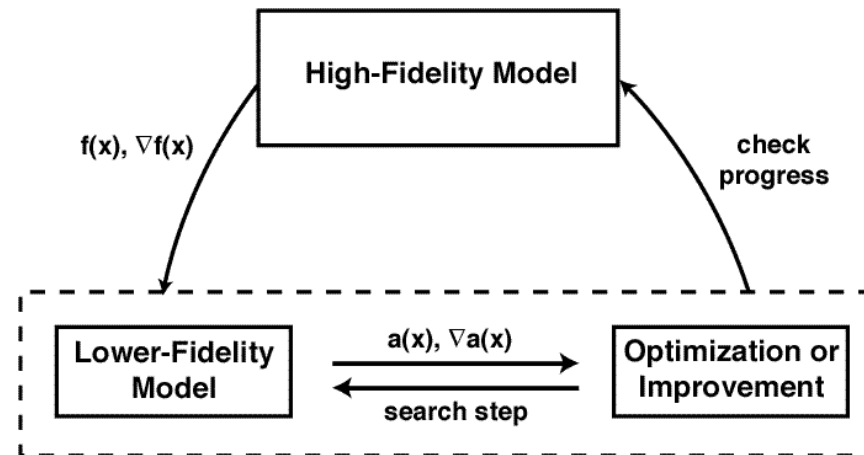 High-Fidelity Model
f(x), ∇f(x)
check
progress
Lower-Fidelity
Model
a(x), ∇a(x)
search step
Optimization or
Improvement